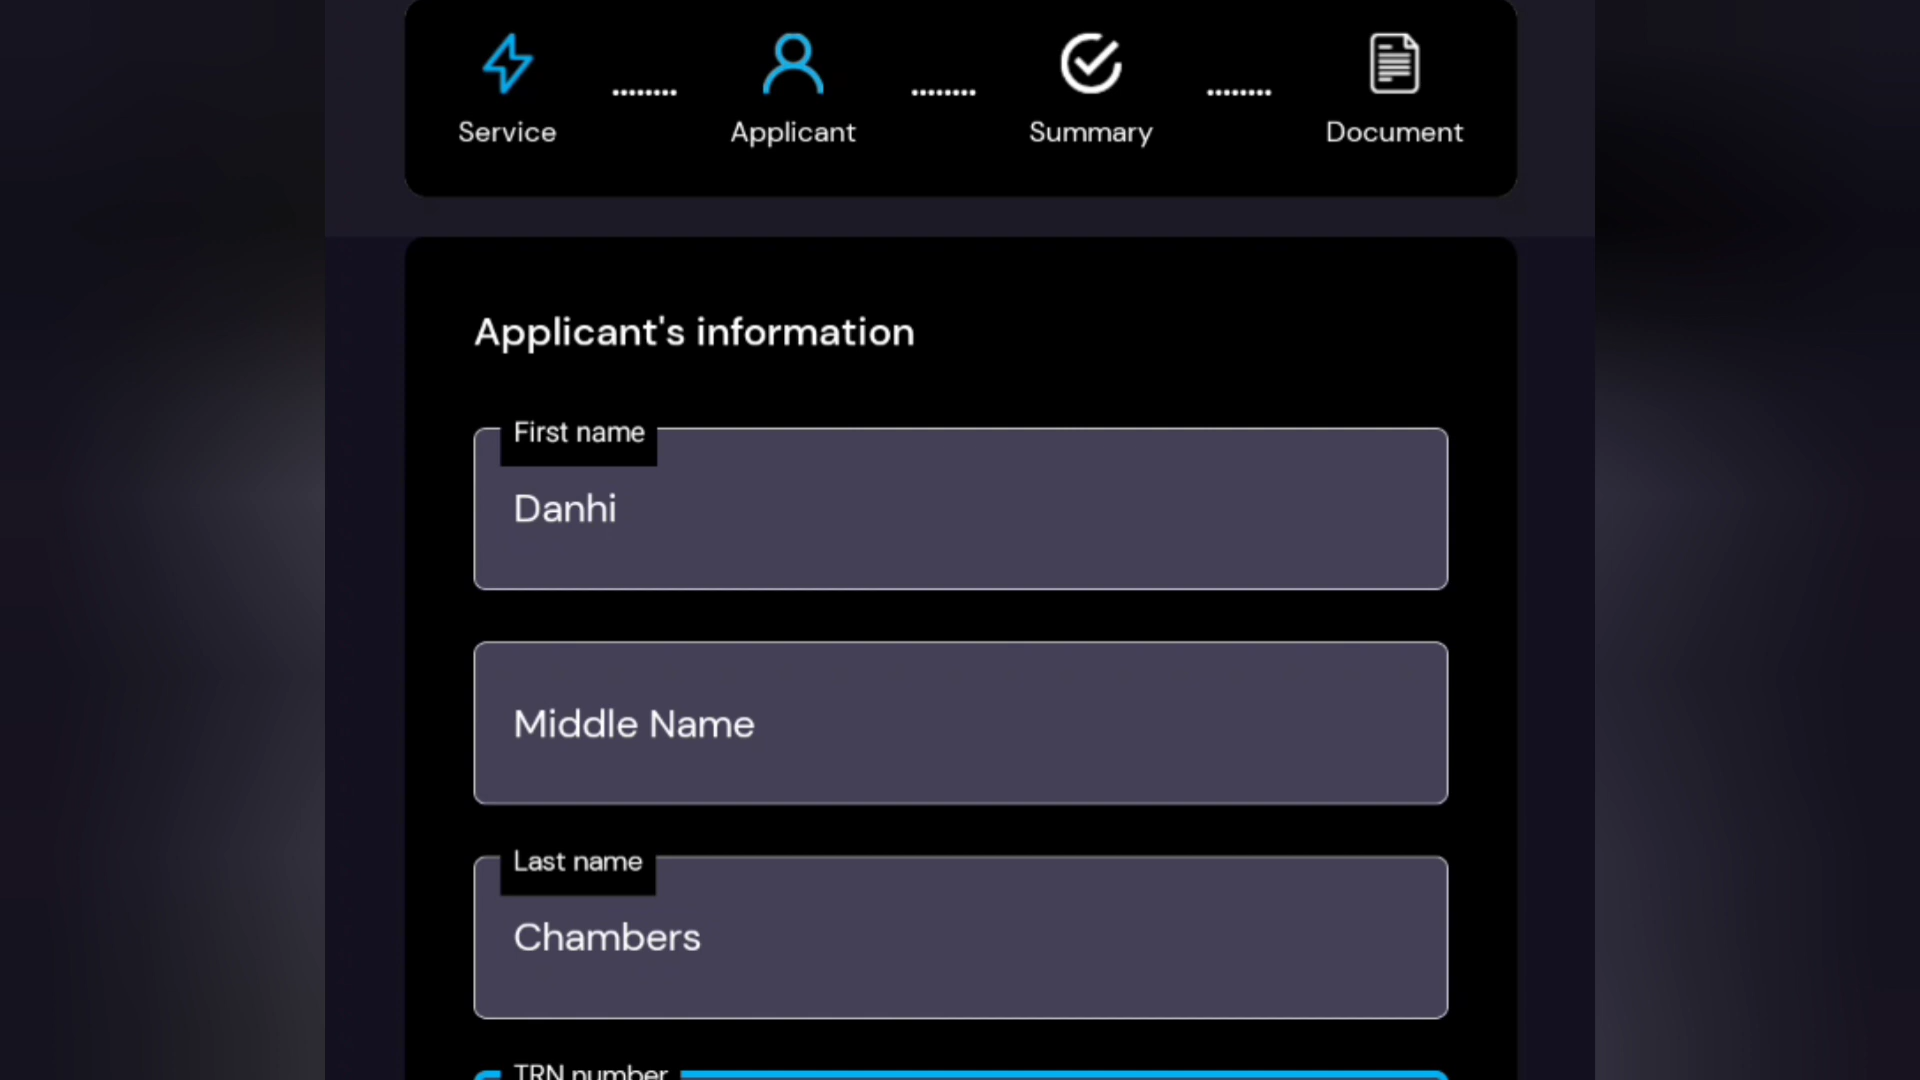 Service Applicant Summary Document
Applicant's information
First name
Danhi
Middle Name
Last name
Chambers
TRN number